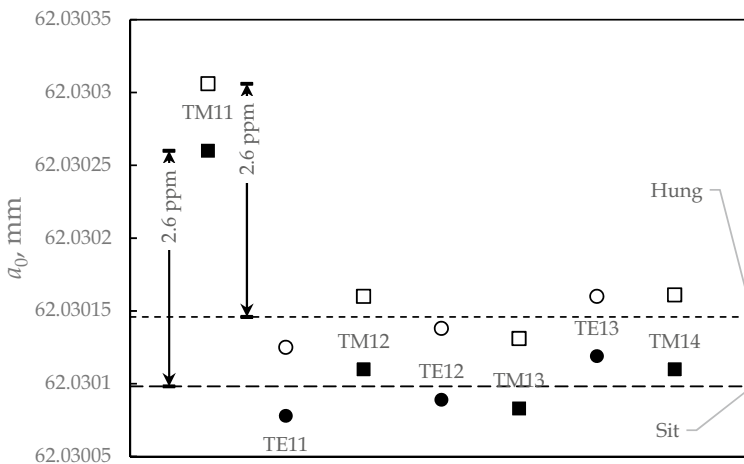 62.03035
62.0303
62.03025
62.0302
62.03015
62.0301
62.03005
a0, mm
TM11
2.6 ppm
2.6 ppm
Hung
TM12
TE13
TM14
TE12
TM13
TE11
Sit